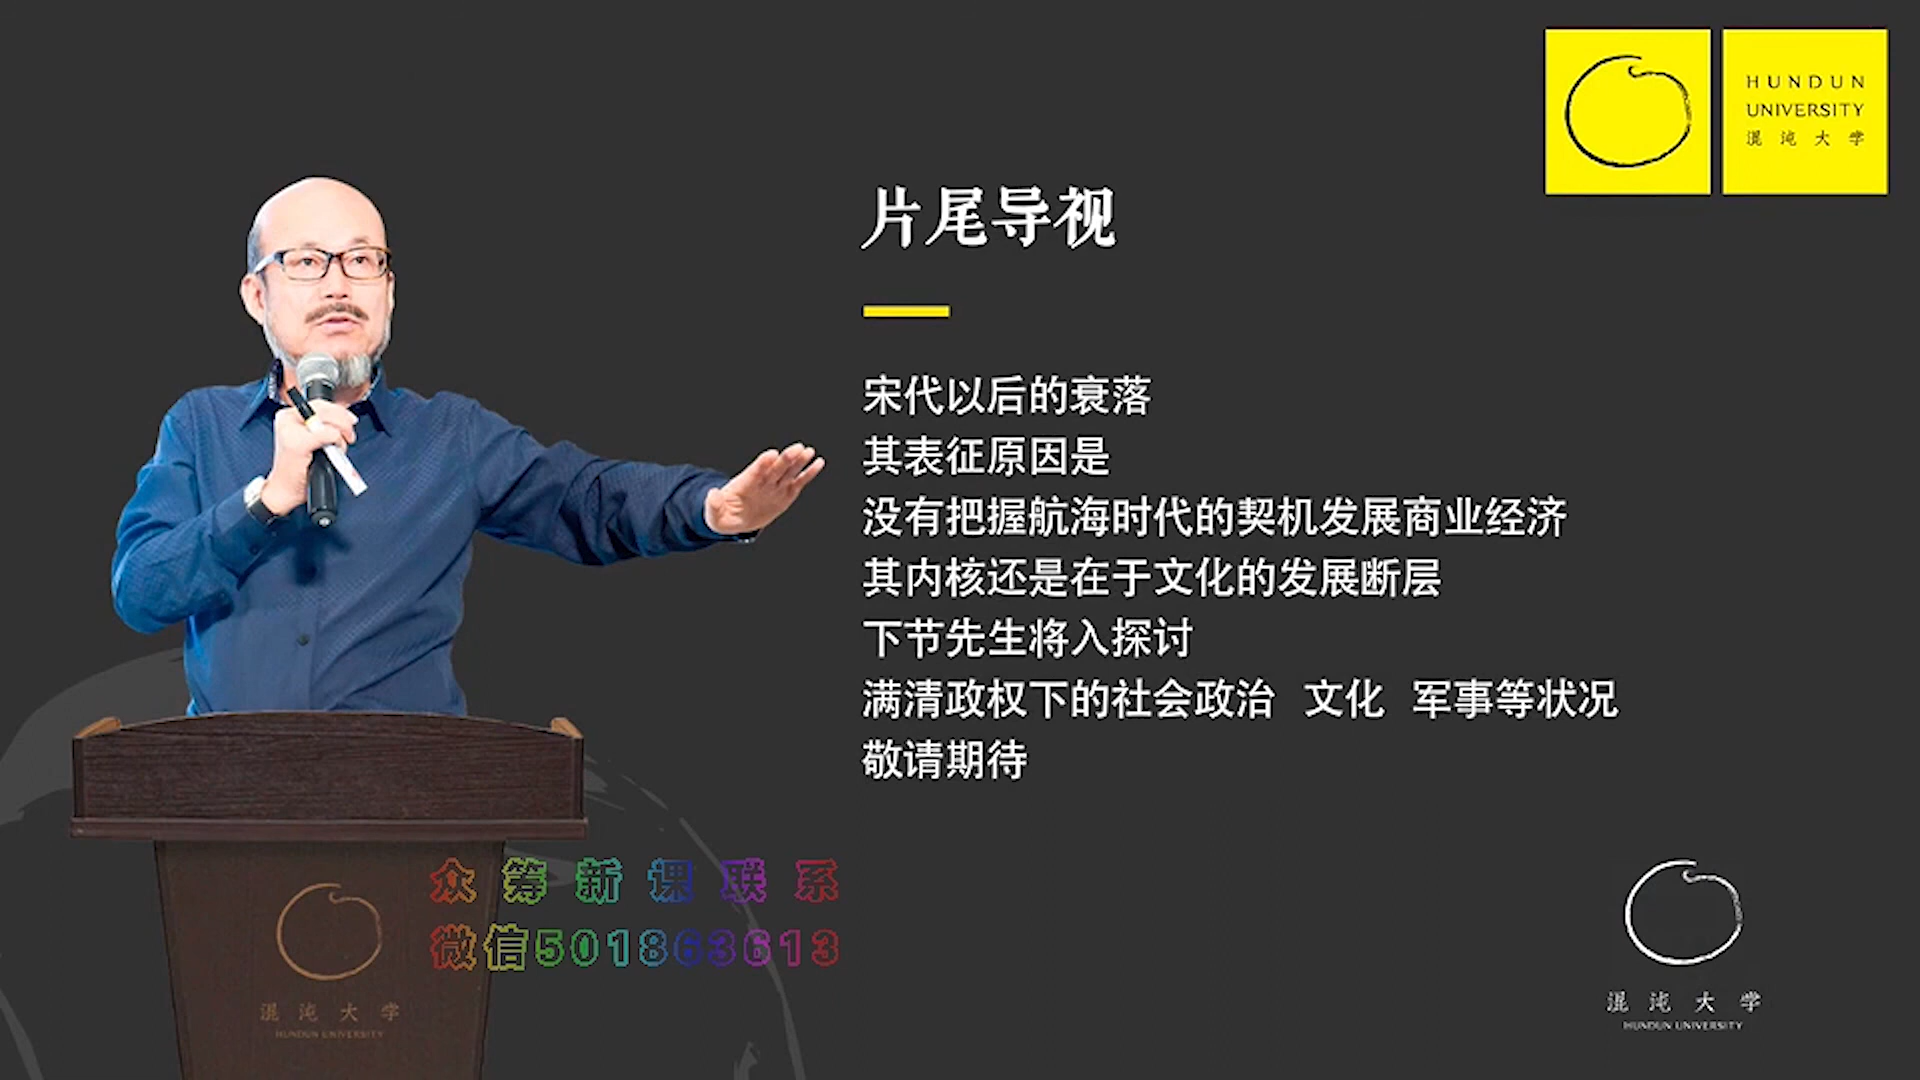 HUNDUN
UNIVERSITY
混沌大学
片尾导视
宋代以后的衰落
其表征原因是
没有把握航海时代的契机发展商业经济
其内核还是在于文化的发展断层
下节先生将入探讨
满清政权下的社会政治 文化 军事等状况
敬请期待
众筹新课联系
微信501863613
混沌大学
HUNDUN UNIVERSITY
混沌大学
HUNDUN UNIVERSITY